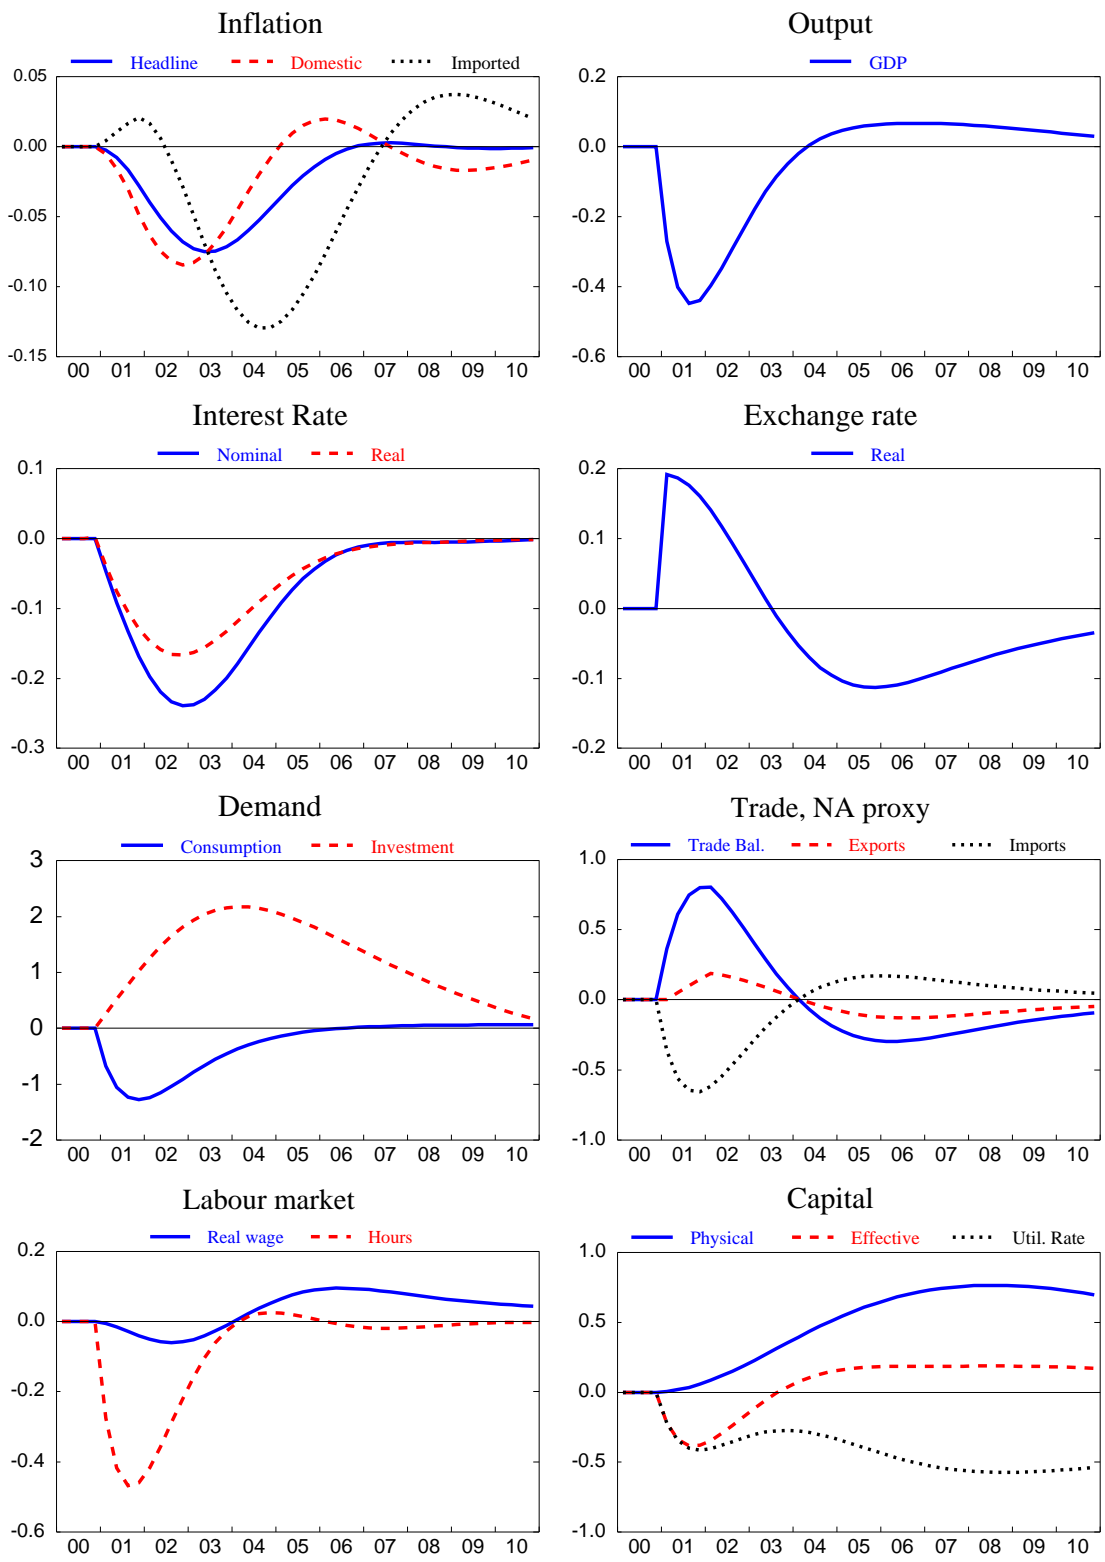 Inflation
Headline Domestic Imported
0.05
0.00
-0.05
-0.10
-0.15
00 01 02 03 04 05 06 07 08 09 10
Output
GDP
0.2
0.0
-0.2
-0.4
-0.6
00 01 02 03 04 05 06 07 08 09 10
Interest Rate
Nominal Real
0.1
0.0
-0.1
-0.2
-0.3
00 01 02 03 04 05 06 07 08 09 10
Exchange rate
Real
0.2
0.1
0.0
-0.1
-0.2
00 01 02 03 04 05 06 07 08 09 10
Demand
Consumption Investment
3
2
1
0
-1
-2
00 01 02 03 04 05 06 07 08 09 10
Trade, NA proxy
Trade Bal. Exports Imports
1.0
0.5
0.0
-0.5
-1.0
00 01 02 03 04 05 06 07 08 09 10
Labour market
Real wage Hours
0.2
0.0
-0.2
-0.4
-0.6
00 01 02 03 04 05 06 07 08 09 10
Capital
Physical Effective Util. Rate
1.0
0.5
0.0
-0.5
-1.0
00 01 02 03 04 05 06 07 08 09 10